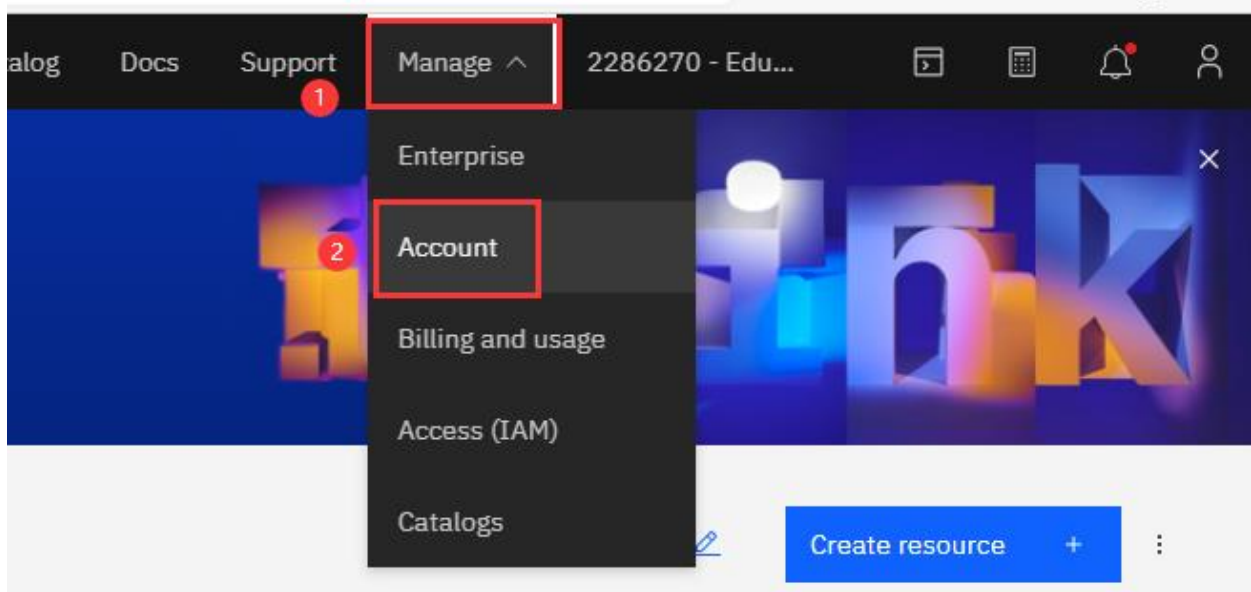 alog Docs Support Manage 2286270 - Edu...
1
Enterprise
2 Account
Billing and usage
Access (IAM)
Catalogs
Create resource +